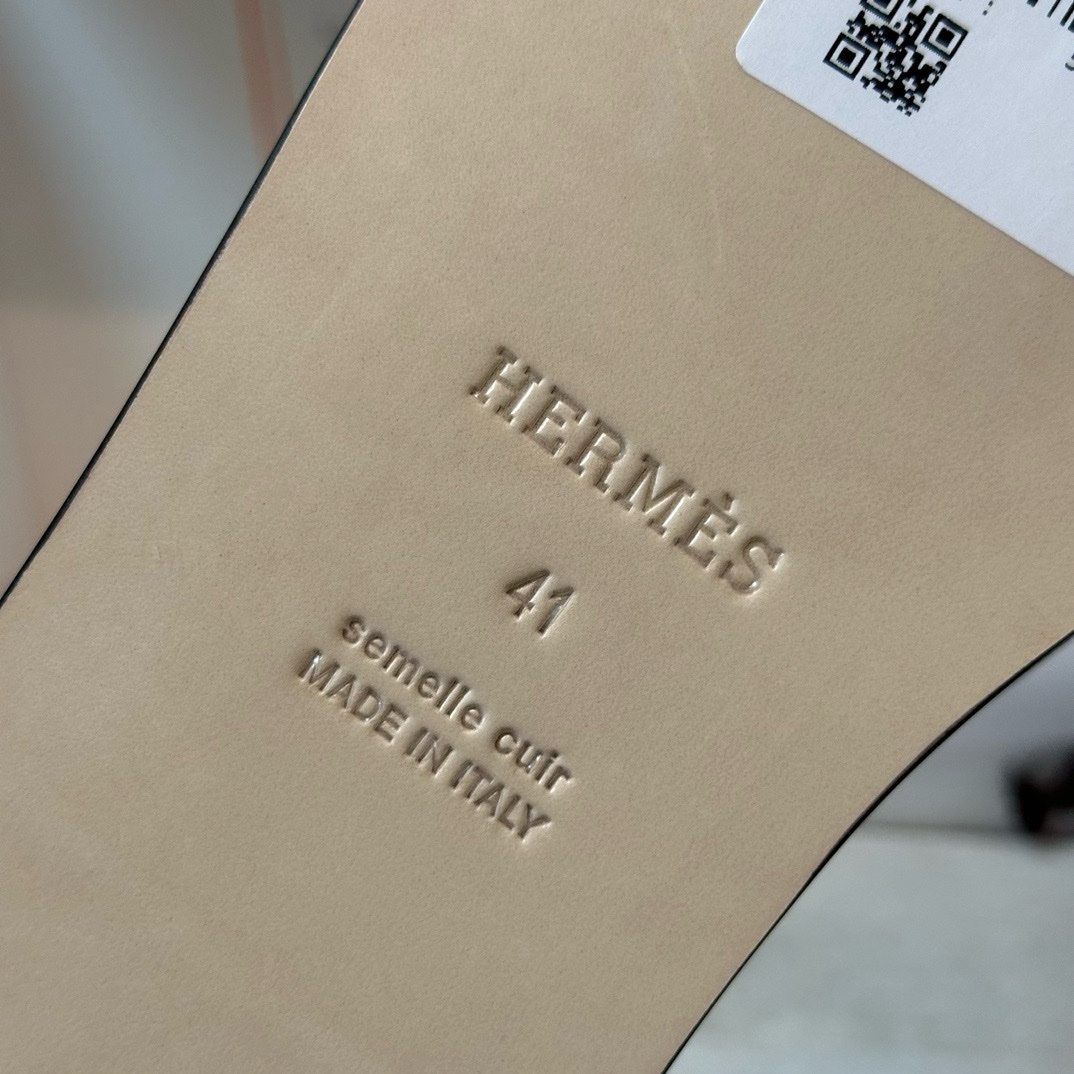 HERMÈS
41
semelle cuir
MADE IN ITALY